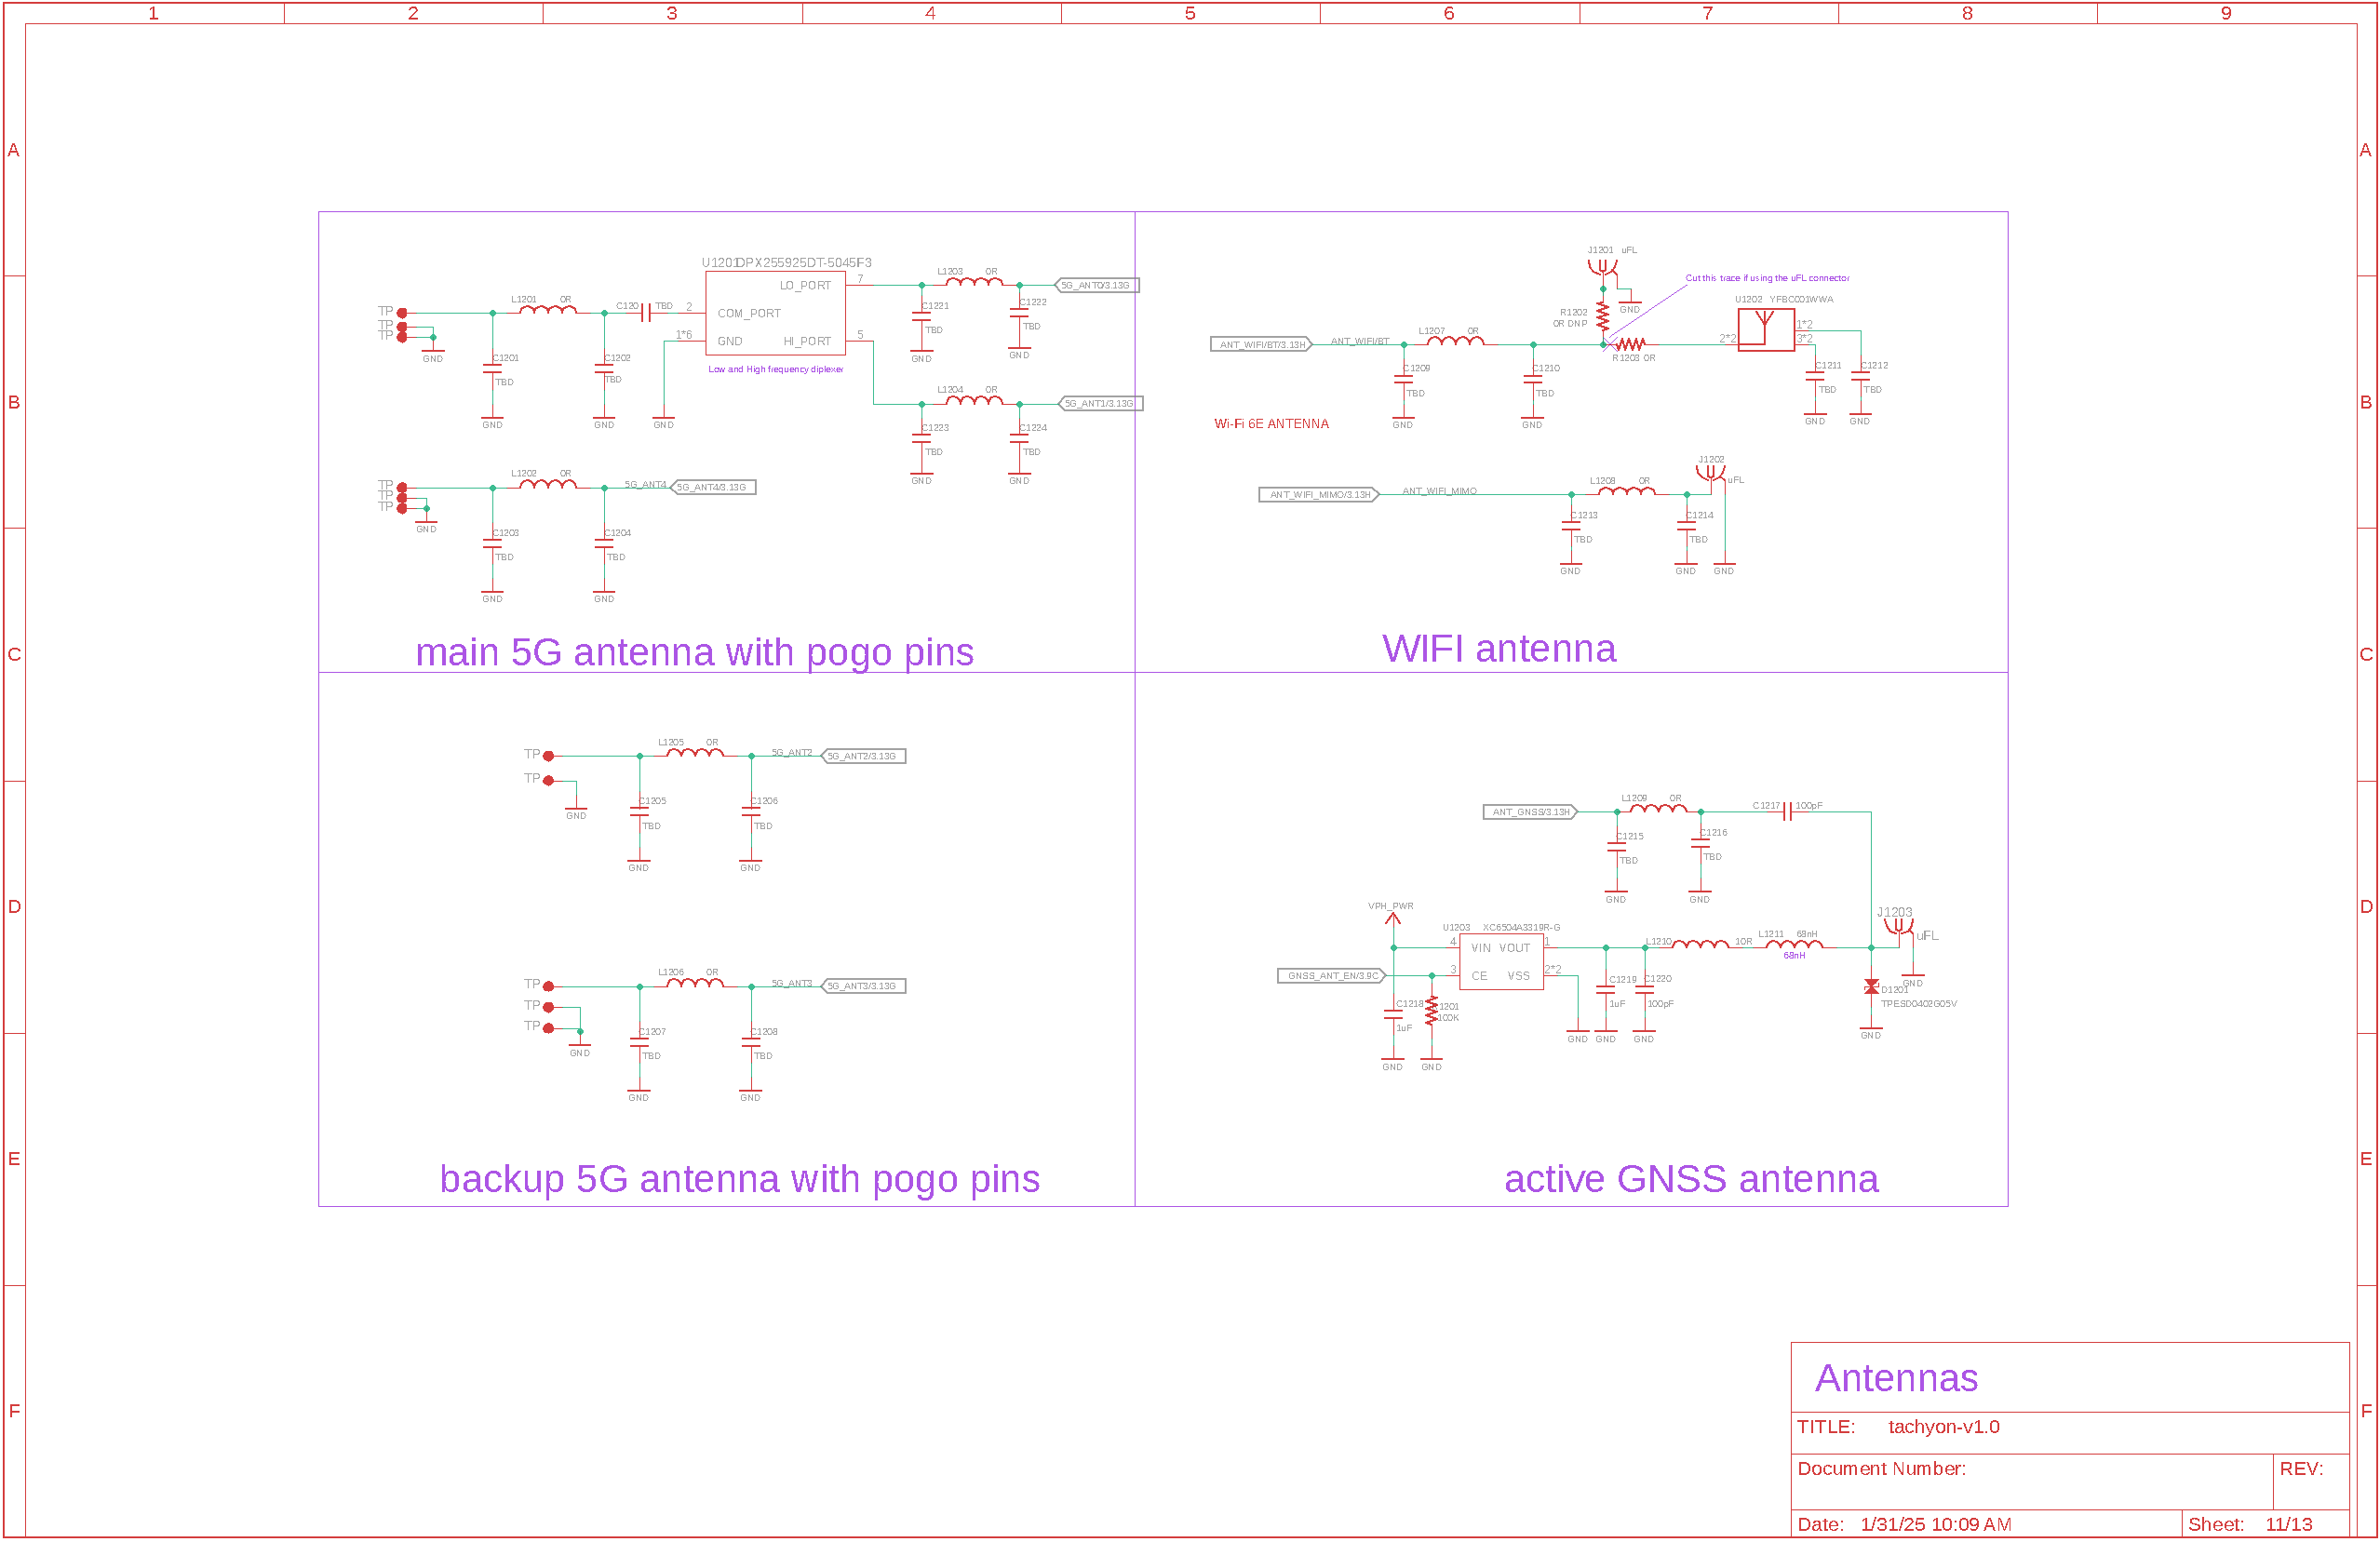 1 2 3 4 5 6 7 8 9
A A
B B
C C
D D
E E
F F
U1201 DPX255925DT-5045F3
LO_PORT 7
COM_PORT 2
GND 1*6
HI_PORT 5
Low and High frequency diplexer
TP
TP
TP
GND
L1201 0R
C120 TBD
C1201 TBD GND
C1202 TBD GND
GND
L1203 0R
5G_ANT0/3.13G
C1221 TBD GND
C1222 TBD GND
L1204 0R
5G_ANT1/3.13G
C1223 TBD GND
C1224 TBD GND
TP
TP
TP
GND
L1202 0R
5G_ANT4 5G_ANT4/3.13G
C1203 TBD GND
C1204 TBD GND
main 5G antenna with pogo pins
J1201 uFL
GND
Cut this trace if using the uFL connector
R1202
0R DNP
U1202 YFBC001WWA
1*2
2*2 3*2
R1203 0R
ANT_WIFI/BT/3.13H ANT_WIFI/BT
L1207 0R
C1209 TBD GND
C1210 TBD GND
C1211 TBD GND
C1212 TBD GND
Wi-Fi 6E ANTENNA
J1202
uFL
ANT_WIFI_MIMO/3.13H ANT_WIFI_MIMO
L1208 0R
C1213 TBD GND
C1214 TBD GND
GND
WIFI antenna
TP
TP
GND
L1205 0R
5G_ANT2 5G_ANT2/3.13G
C1205 TBD GND
C1206 TBD GND
TP
TP
TP
GND
L1206 0R
5G_ANT3 5G_ANT3/3.13G
C1207 TBD GND
C1208 TBD GND
backup 5G antenna with pogo pins
ANT_GNSS/3.13H
L1209 0R
C1217 100pF
C1215 TBD GND
C1216 TBD GND
VPH_PWR
U1203 XC6504A3319R-G
4 VIN VOUT 1
3 CE VSS 2*2
GNSS_ANT_EN/3.9C
C1218 1uF GND
1201 100K GND
GND
C1219 1uF GND
C1220 100pF GND
L1210 10R
L1211 68nH
68nH
J1203
uFL
GND
D1201
TPESD0402G05V
GND
active GNSS antenna
Antennas
TITLE: tachyon-v1.0
Document Number: REV:
Date: 1/31/25 10:09 AM Sheet: 11/13